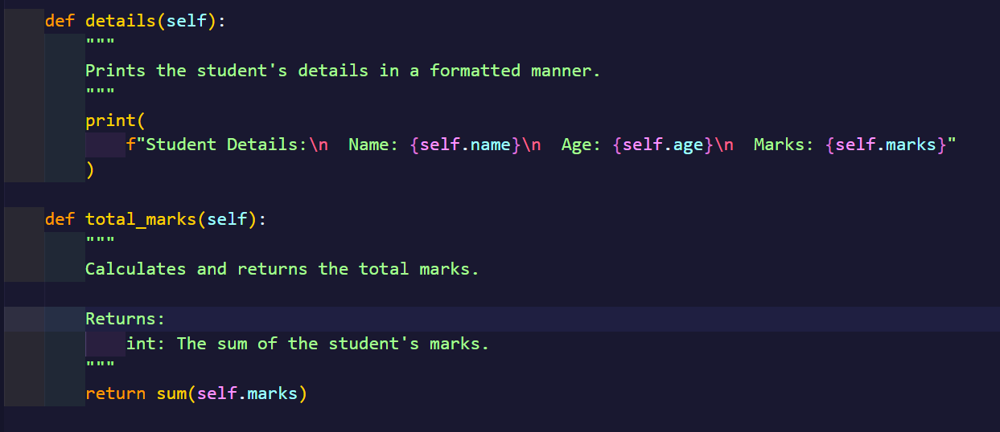 def details(self):
    """
    Prints the student's details in a formatted manner.
    """
    print(
        f"Student Details:\n  Name: {self.name}\n  Age: {self.age}\n  Marks: {self.marks}"
    )

def total_marks(self):
    """
    Calculates and returns the total marks.

    Returns:
        int: The sum of the student's marks.
    """
    return sum(self.marks)